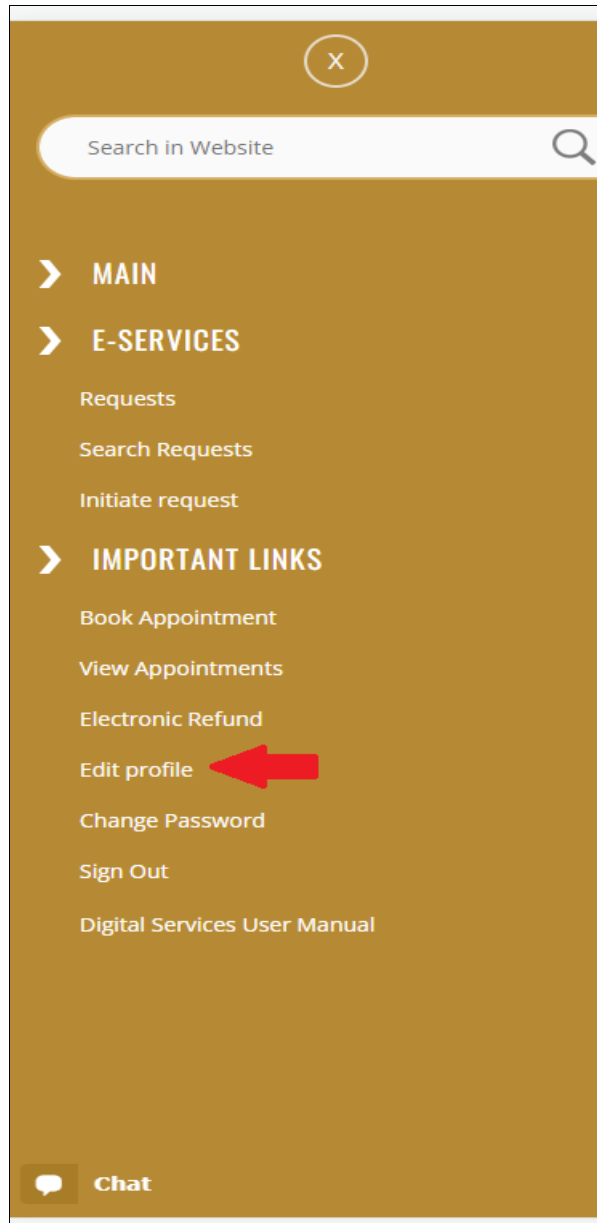 X
Search in Website
MAIN
E-SERVICES
Requests
Search Requests
Initiate request
IMPORTANT LINKS
Book Appointment
View Appointments
Electronic Refund
Edit profile
Change Password
Sign Out
Digital Services User Manual
Chat